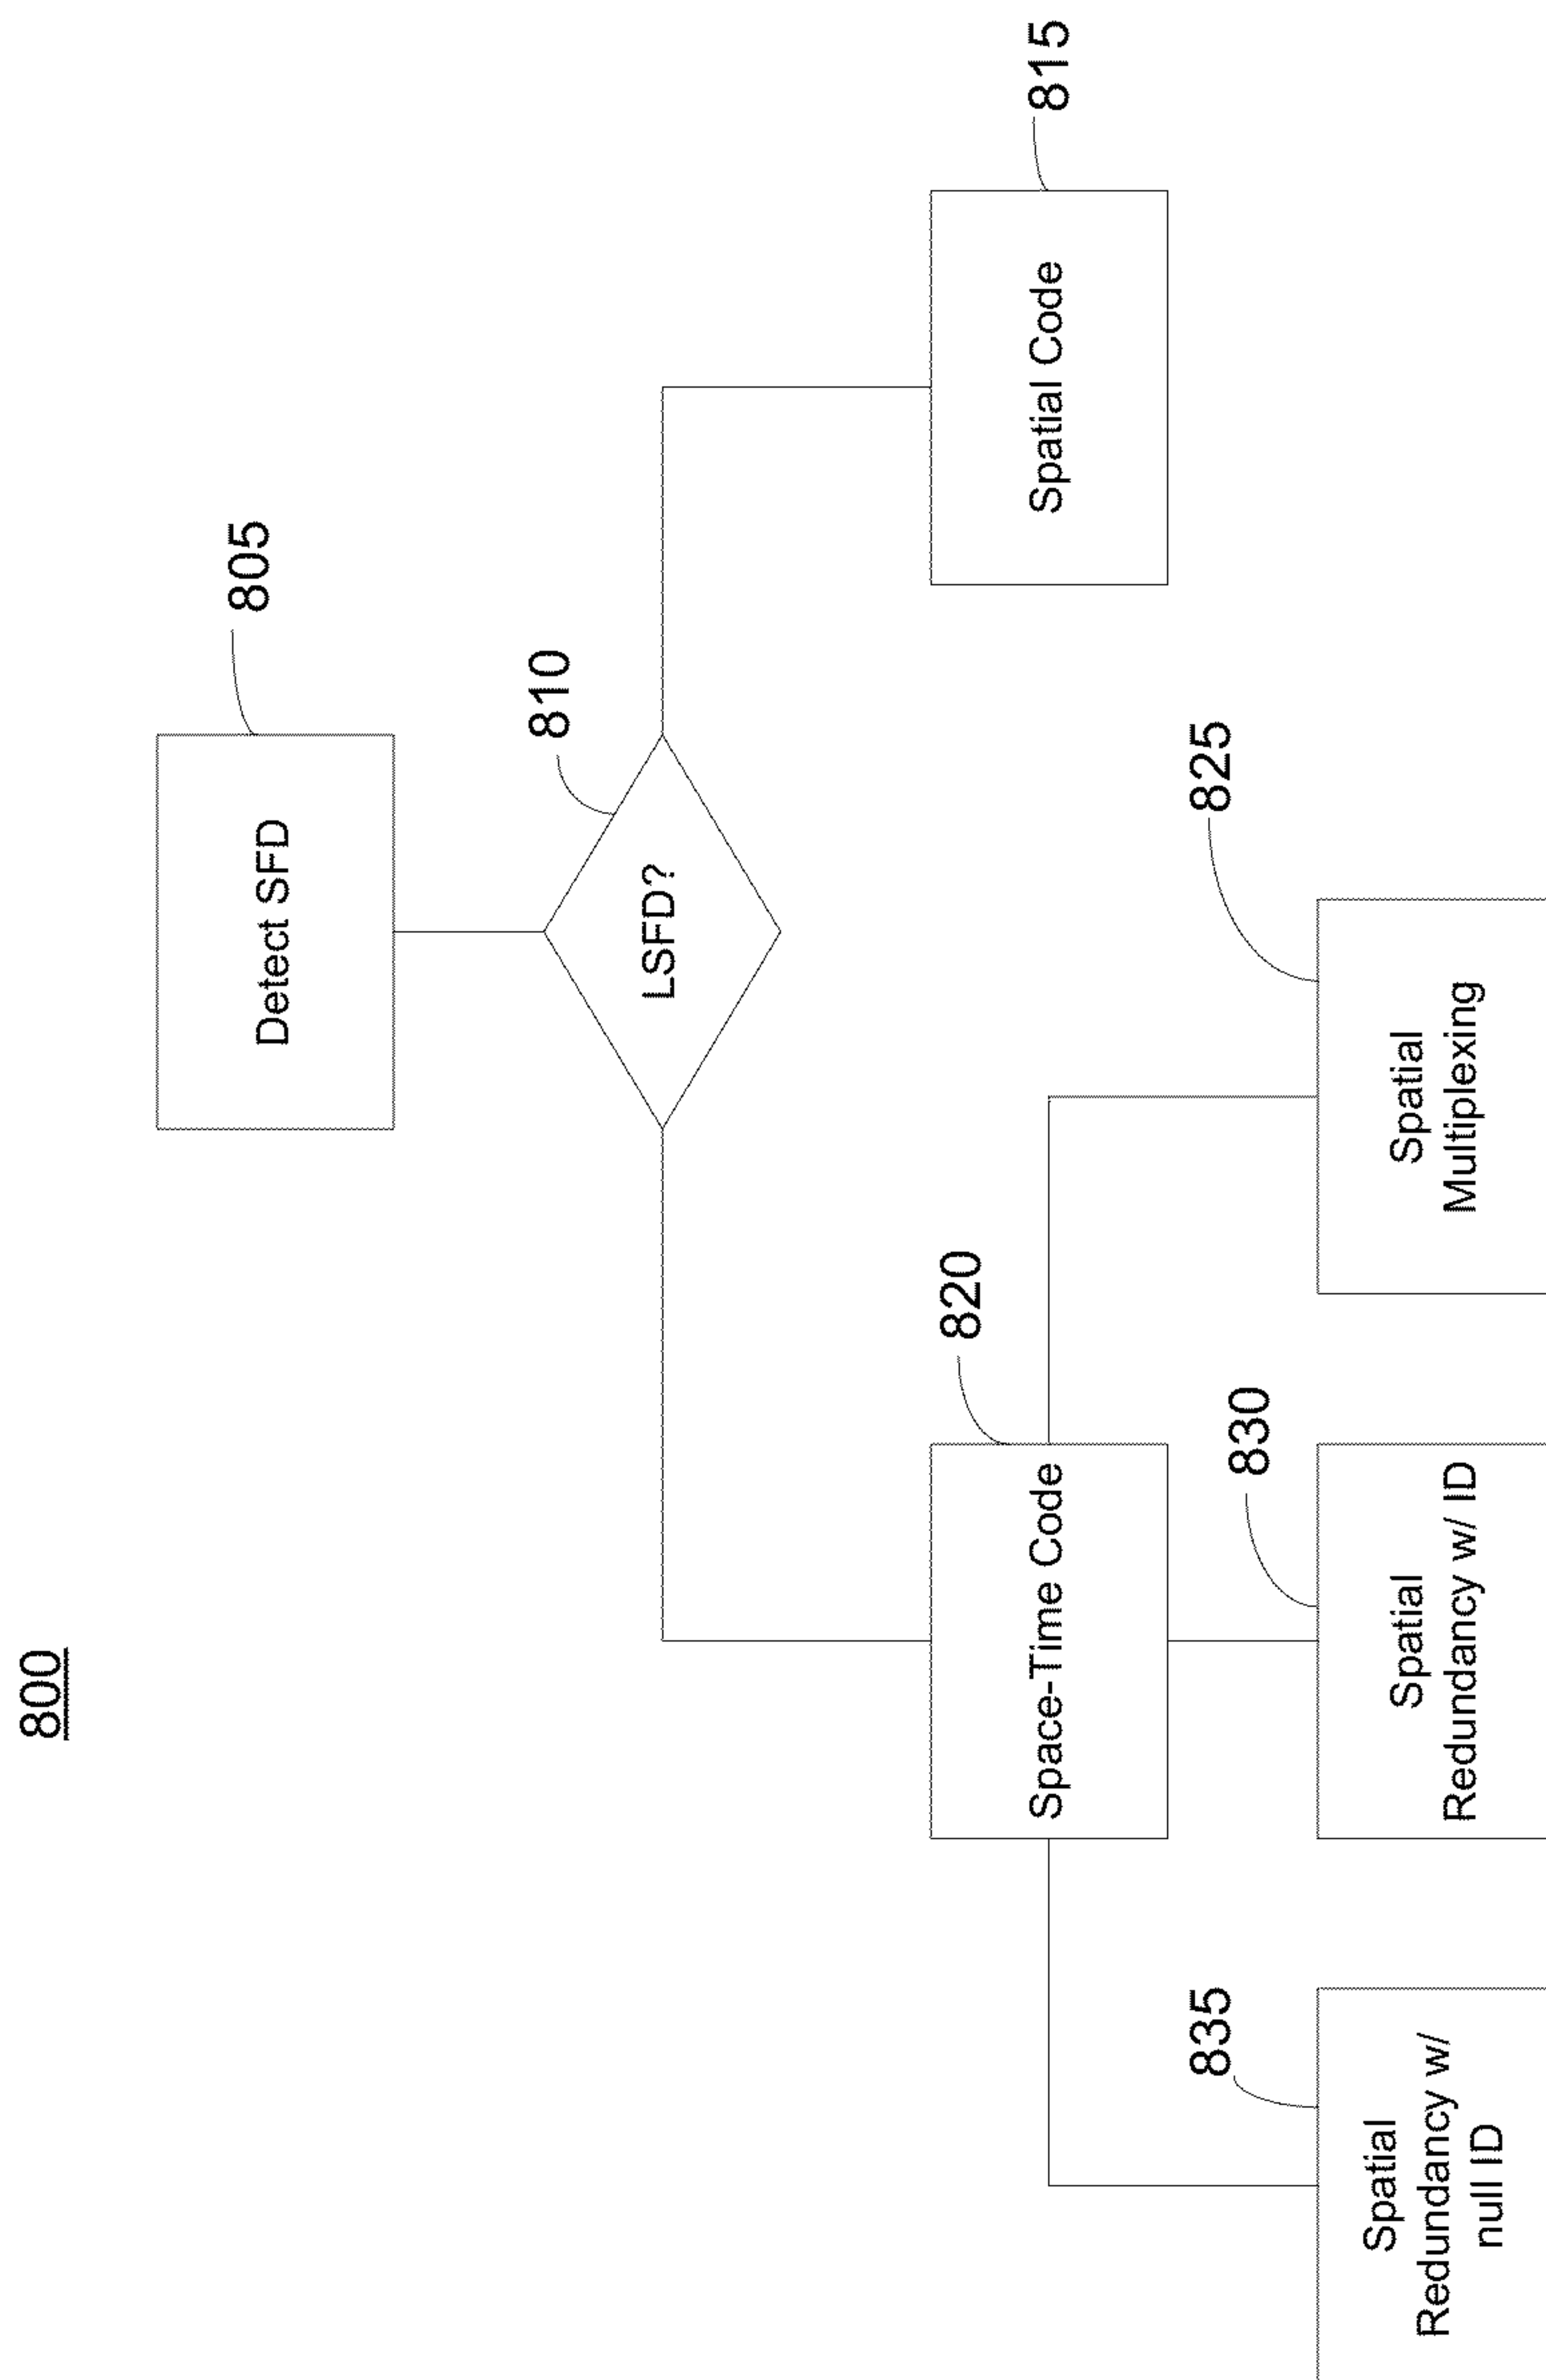 800
Detect SFD
805
LSFD?
810
Spatial Code
815
Space-Time Code
820
Spatial
Multiplexing
825
Spatial
Redundancy w/ ID
830
Spatial
Redundancy w/
null ID
835